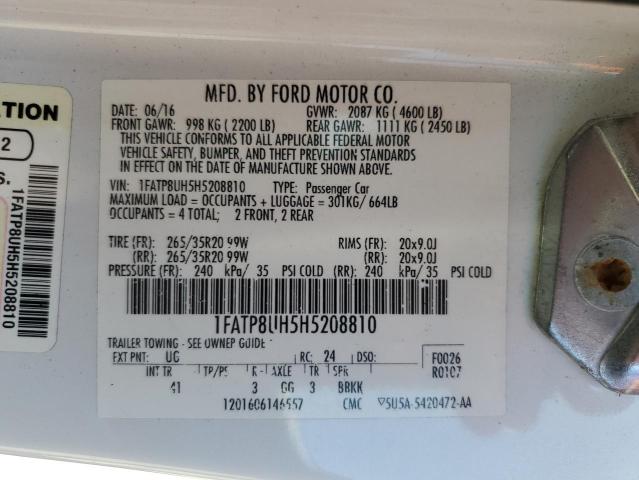 MFD. BY FORD MOTOR CO.
DATE: 06/16 GVWR: 2087 KG ( 4600 LB)
FRONT GAWR: 998 KG ( 2200 LB) REAR GAWR: 1111 KG ( 2450 LB)
THIS VEHICLE CONFORMS TO ALL APPLICABLE FEDERAL MOTOR
VEHICLE SAFETY, BUMPER, AND THEFT PREVENTION STANDARDS
IN EFFECT ON THE DATE OF MANUFACTURE SHOWN ABOVE.
VIN: 1FATP8UH5H5208810 TYPE: Passenger Car
MAXIMUM LOAD = OCCUPANTS + LUGGAGE = 301KG/ 664LB
OCCUPANTS = 4 TOTAL; 2 FRONT, 2 REAR
TIRE (FR): 265/35R20 99W RIMS (FR): 20x9.0J
(RR): 265/35R20 99W (RR): 20x9.0J
PRESSURE (FR): 240 kPa/ 35 PSI COLD (RR): 240 kPa/ 35 PSI COLD
1FATP8UH5H5208810
TRAILER TOWING - SEE OWNER GUIDE
EXT PNT: UG RC: 24 DSO: F0026
INT TR TP/PS R AXLE TR SPR R0107
41 3 GG 3 BBKK
1201606146557 CMC ▽5U5A-5420472-AA
ATION
2
S.
1FATP8UH5H5208810